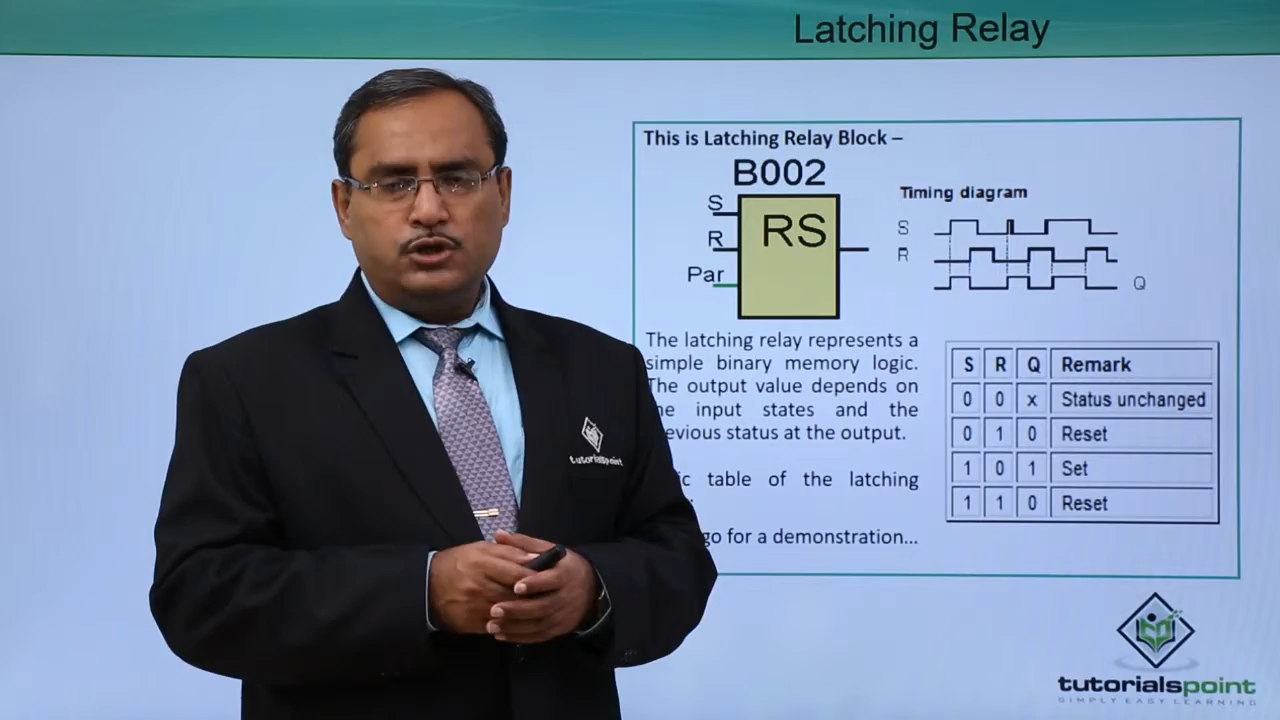 Latching Relay
This is Latching Relay Block –
B002
S
R
Par
RS
Timing diagram
S
R
Q
The latching relay represents a
simple binary memory logic.
The output value depends on
input states and the
previous status at the output.
table of the latching
go for a demonstration...
S R Q Remark
0 0 x Status unchanged
0 1 0 Reset
1 0 1 Set
1 1 0 Reset
tutorialspoint
tutorialspoint
SIMPLY EASY LEARNING